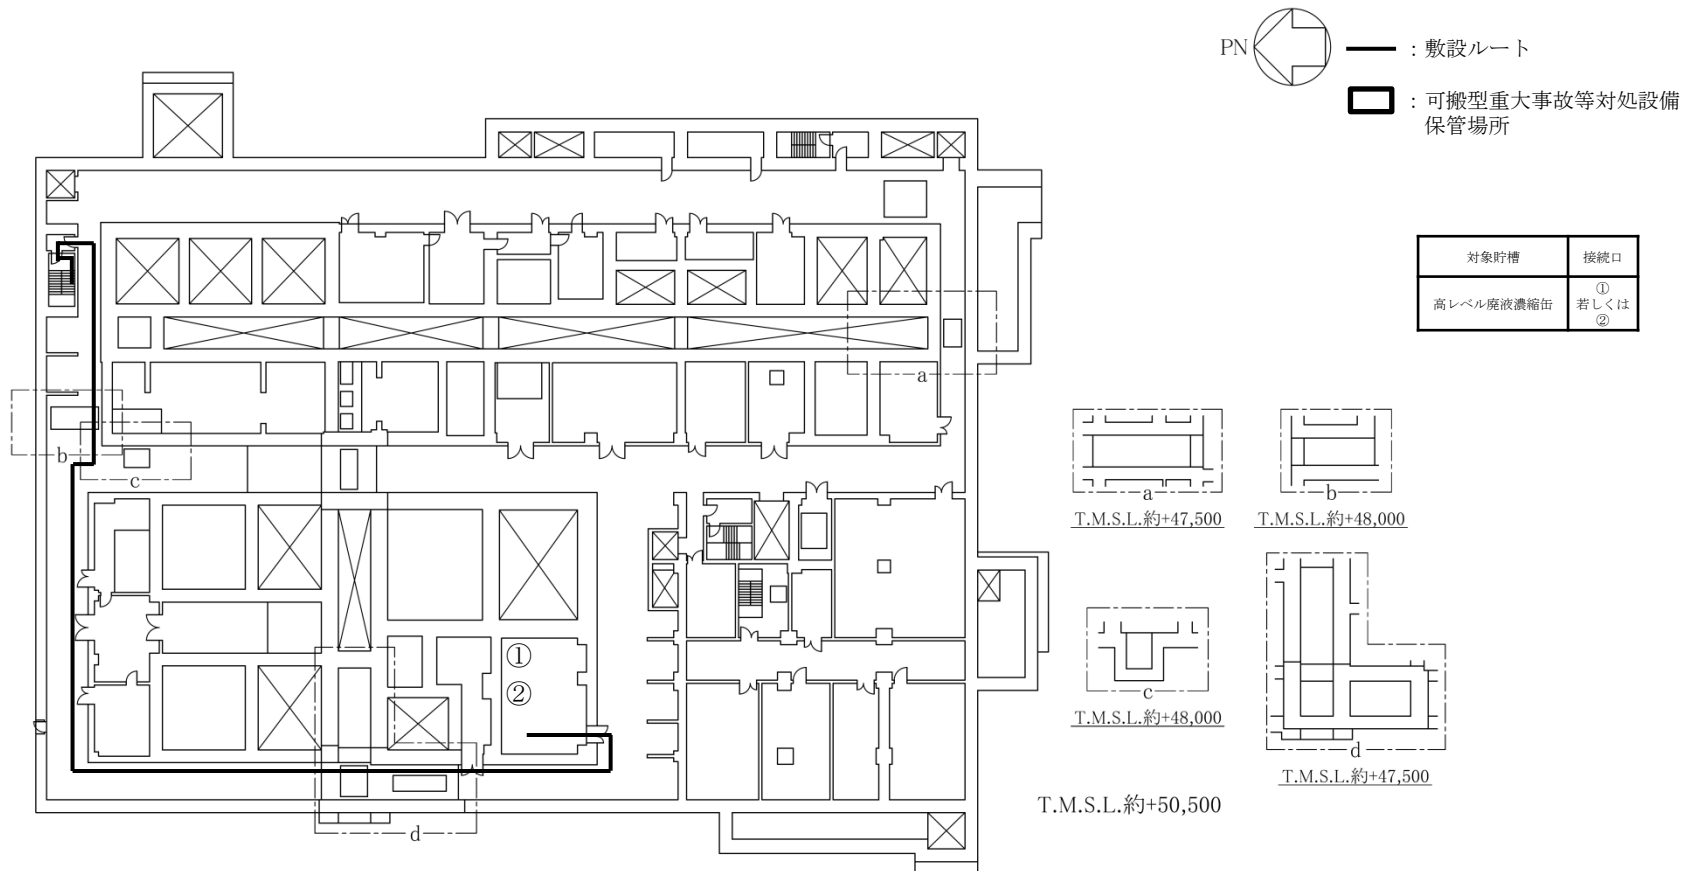 PN
：敷設ルート
：可搬型重大事故等対処設備
保管場所
対象貯槽 接続口
高レベル廃液濃縮缶 ①
若しくは
②
a
b
c
①
②
d
a
T.M.S.L.約+47,500
b
T.M.S.L.約+48,000
c
T.M.S.L.約+48,000
d
T.M.S.L.約+47,500
T.M.S.L.約+50,500